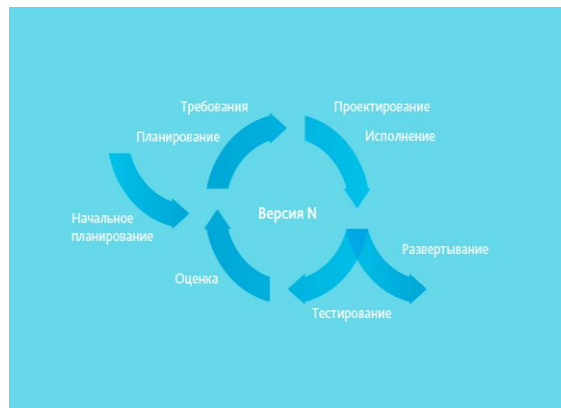 Требования
Планирование
Проектирование
Исполнение
Начальное
планирование
Версия N
Развертывание
Оценка
Тестирование